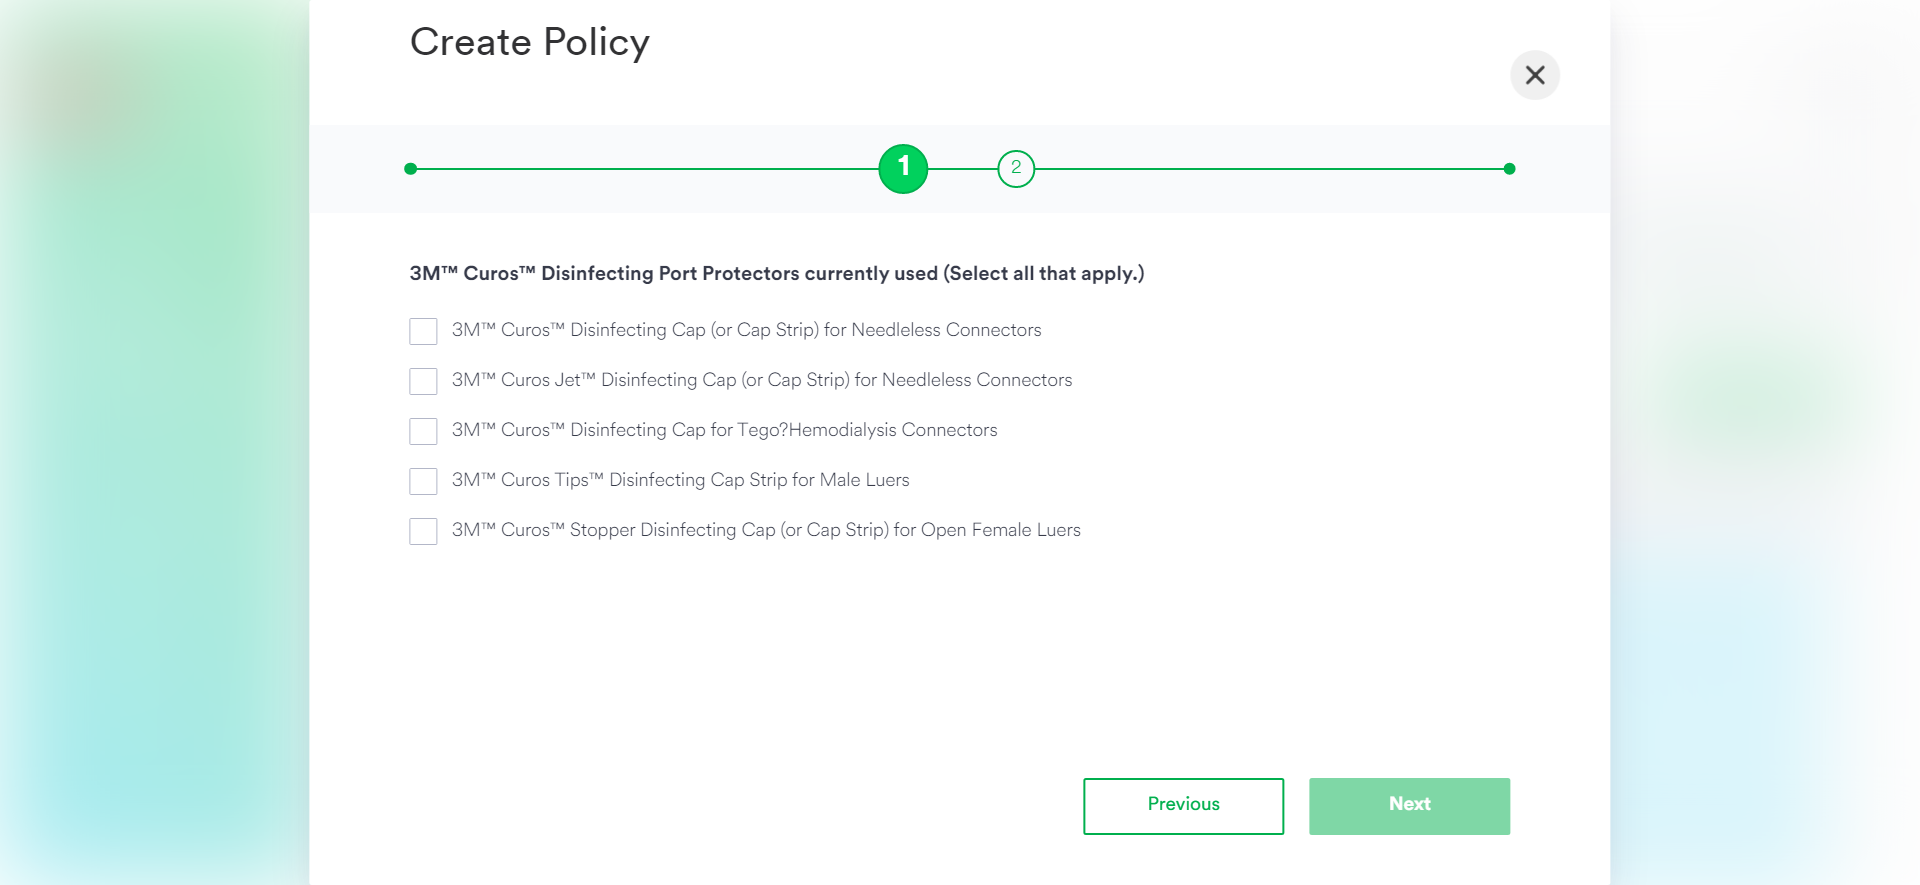 Create Policy
1
2
3M™ Curos™ Disinfecting Port Protectors currently used (Select all that apply.)
3M™ Curos™ Disinfecting Cap (or Cap Strip) for Needleless Connectors
3M™ Curos Jet™ Disinfecting Cap (or Cap Strip) for Needleless Connectors
3M™ Curos™ Disinfecting Cap for Tego?Hemodialysis Connectors
3M™ Curos Tips™ Disinfecting Cap Strip for Male Luers
3M™ Curos™ Stopper Disinfecting Cap (or Cap Strip) for Open Female Luers
Previous
Next